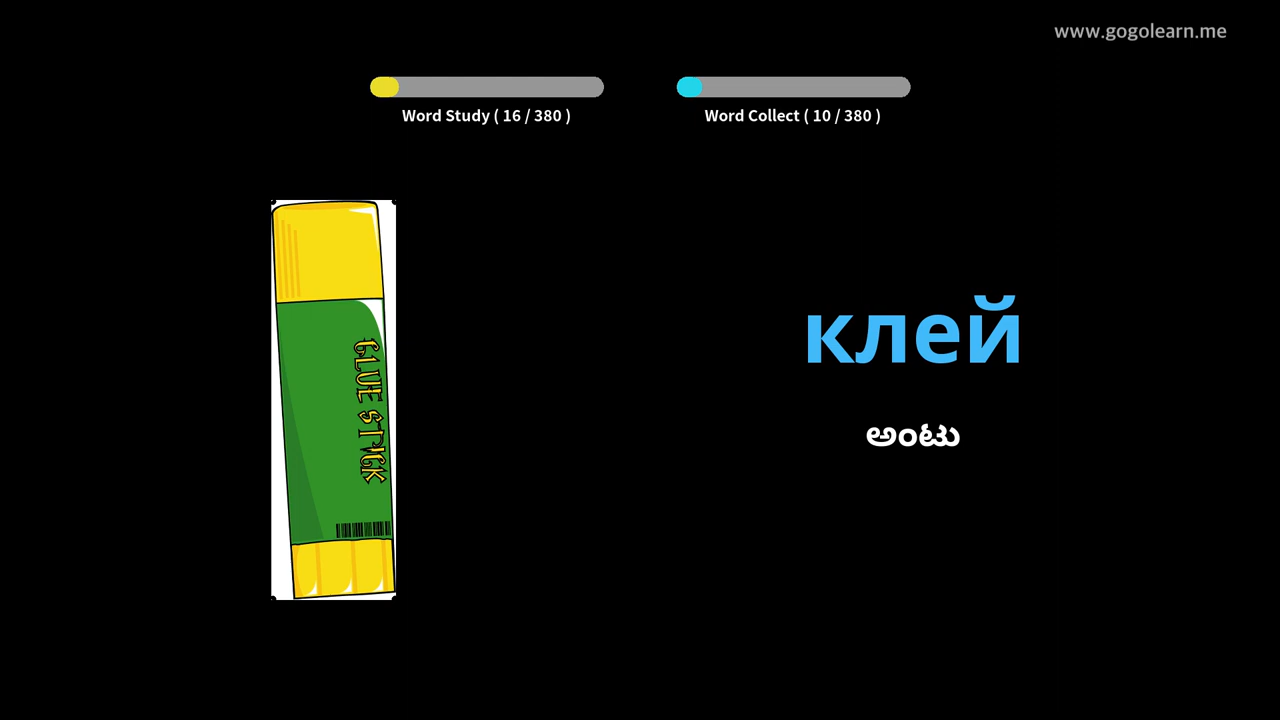 www.gogolearn.me
Word Study ( 16 / 380 )
Word Collect ( 10 / 380 )
GLUE STICK
клей
ಅಂಟು